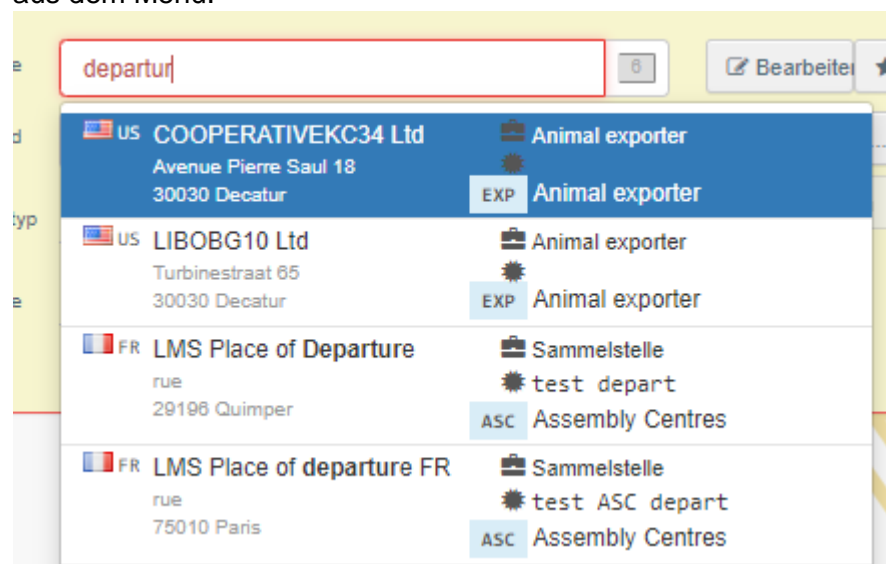 aus dem Menü.
departur
6
Bearbeiten
US COOPERATIVEKC34 Ltd Animal exporter
Avenue Pierre Saul 18
30030 Decatur EXP Animal exporter
US LIBOBG10 Ltd Animal exporter
Turbinestraat 65
30030 Decatur EXP Animal exporter
FR LMS Place of Departure Sammelstelle
rue test depart
29196 Quimper ASC Assembly Centres
FR LMS Place of departure FR Sammelstelle
rue test ASC depart
75010 Paris ASC Assembly Centres